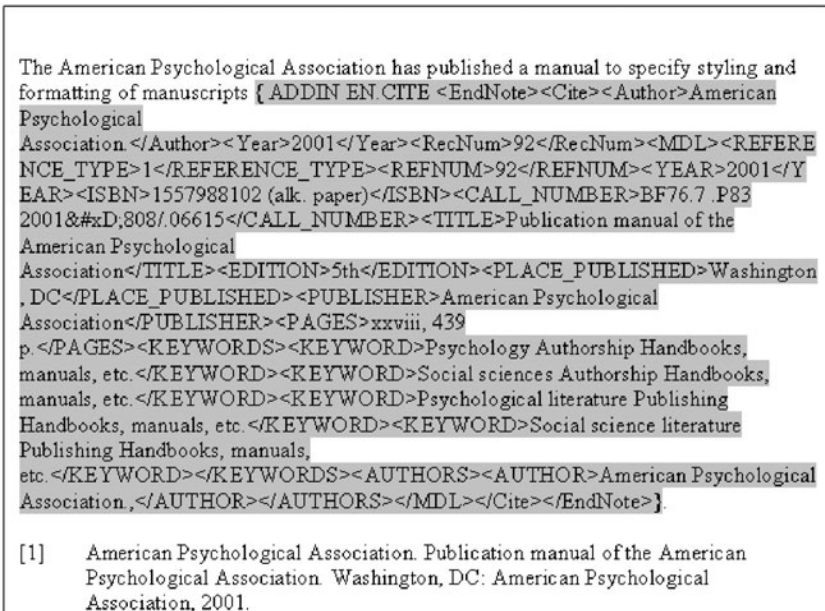 The American Psychological Association has published a manual to specify styling and
formatting of manuscripts { ADDIN EN.CITE <EndNote><Cite><Author>American
Psychological
Association.</Author><Year>2001</Year><RecNum>92</RecNum><MDL><REFERE
NCE_TYPE>1</REFERENCE_TYPE><REFNUM>92</REFNUM><YEAR>2001</Y
EAR><ISBN>1557988102 (alk. paper)</ISBN><CALL_NUMBER>BF76.7 .P83
2001&#xD;808/.06615</CALL_NUMBER><TITLE>Publication manual of the
American Psychological
Association</TITLE><EDITION>5th</EDITION><PLACE_PUBLISHED>Washington
, DC</PLACE_PUBLISHED><PUBLISHER>American Psychological
Association</PUBLISHER><PAGES>xxviii, 439
p.</PAGES><KEYWORDS><KEYWORD>Psychology Authorship Handbooks,
manuals, etc.</KEYWORD><KEYWORD>Social sciences Authorship Handbooks,
manuals, etc.</KEYWORD><KEYWORD>Psychological literature Publishing
Handbooks, manuals, etc.</KEYWORD><KEYWORD>Social science literature
Publishing Handbooks, manuals,
etc.</KEYWORD></KEYWORDS><AUTHORS><AUTHOR>American Psychological
Association.,</AUTHOR></AUTHORS></MDL></Cite></EndNote>}.
[1] American Psychological Association. Publication manual of the American
Psychological Association. Washington, DC: American Psychological
Association, 2001.